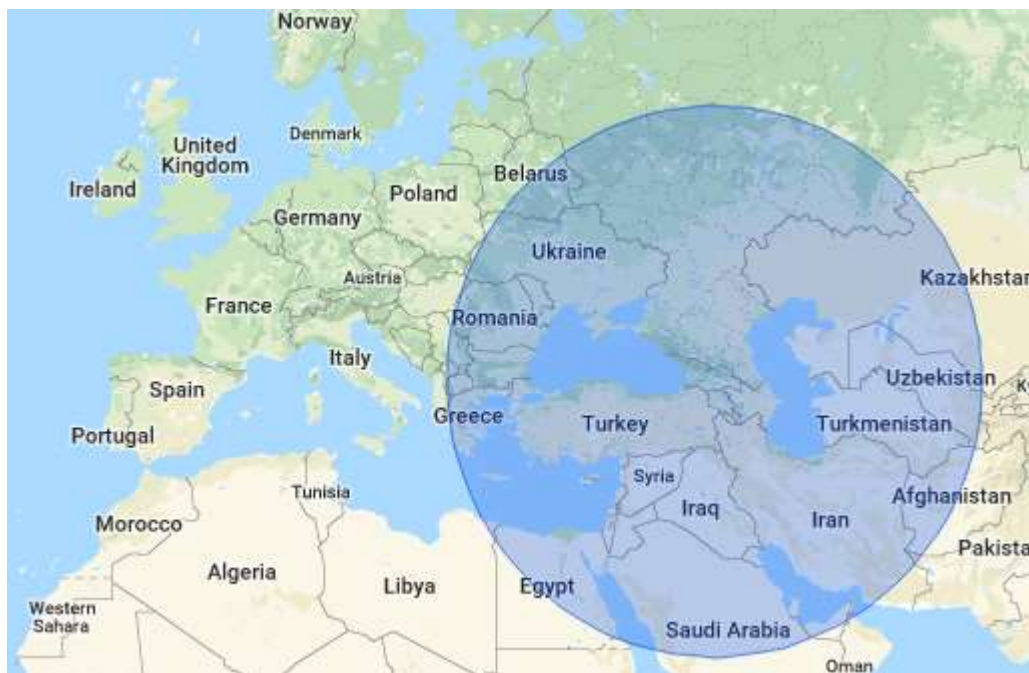 Norway
Denmark
United
Kingdom
Ireland
Belarus
Poland
Germany
Ukraine
Austria
Kazakhstan
France
Romania
Italy
Uzbekistan
Spain
Greece
Turkey
Turkmenistan
Portugal
Syria
Tunisia
Afghanistan
Iraq
Iran
Morocco
Pakista
Algeria
Libya
Egypt
Western
Sahara
Saudi Arabia
Oman